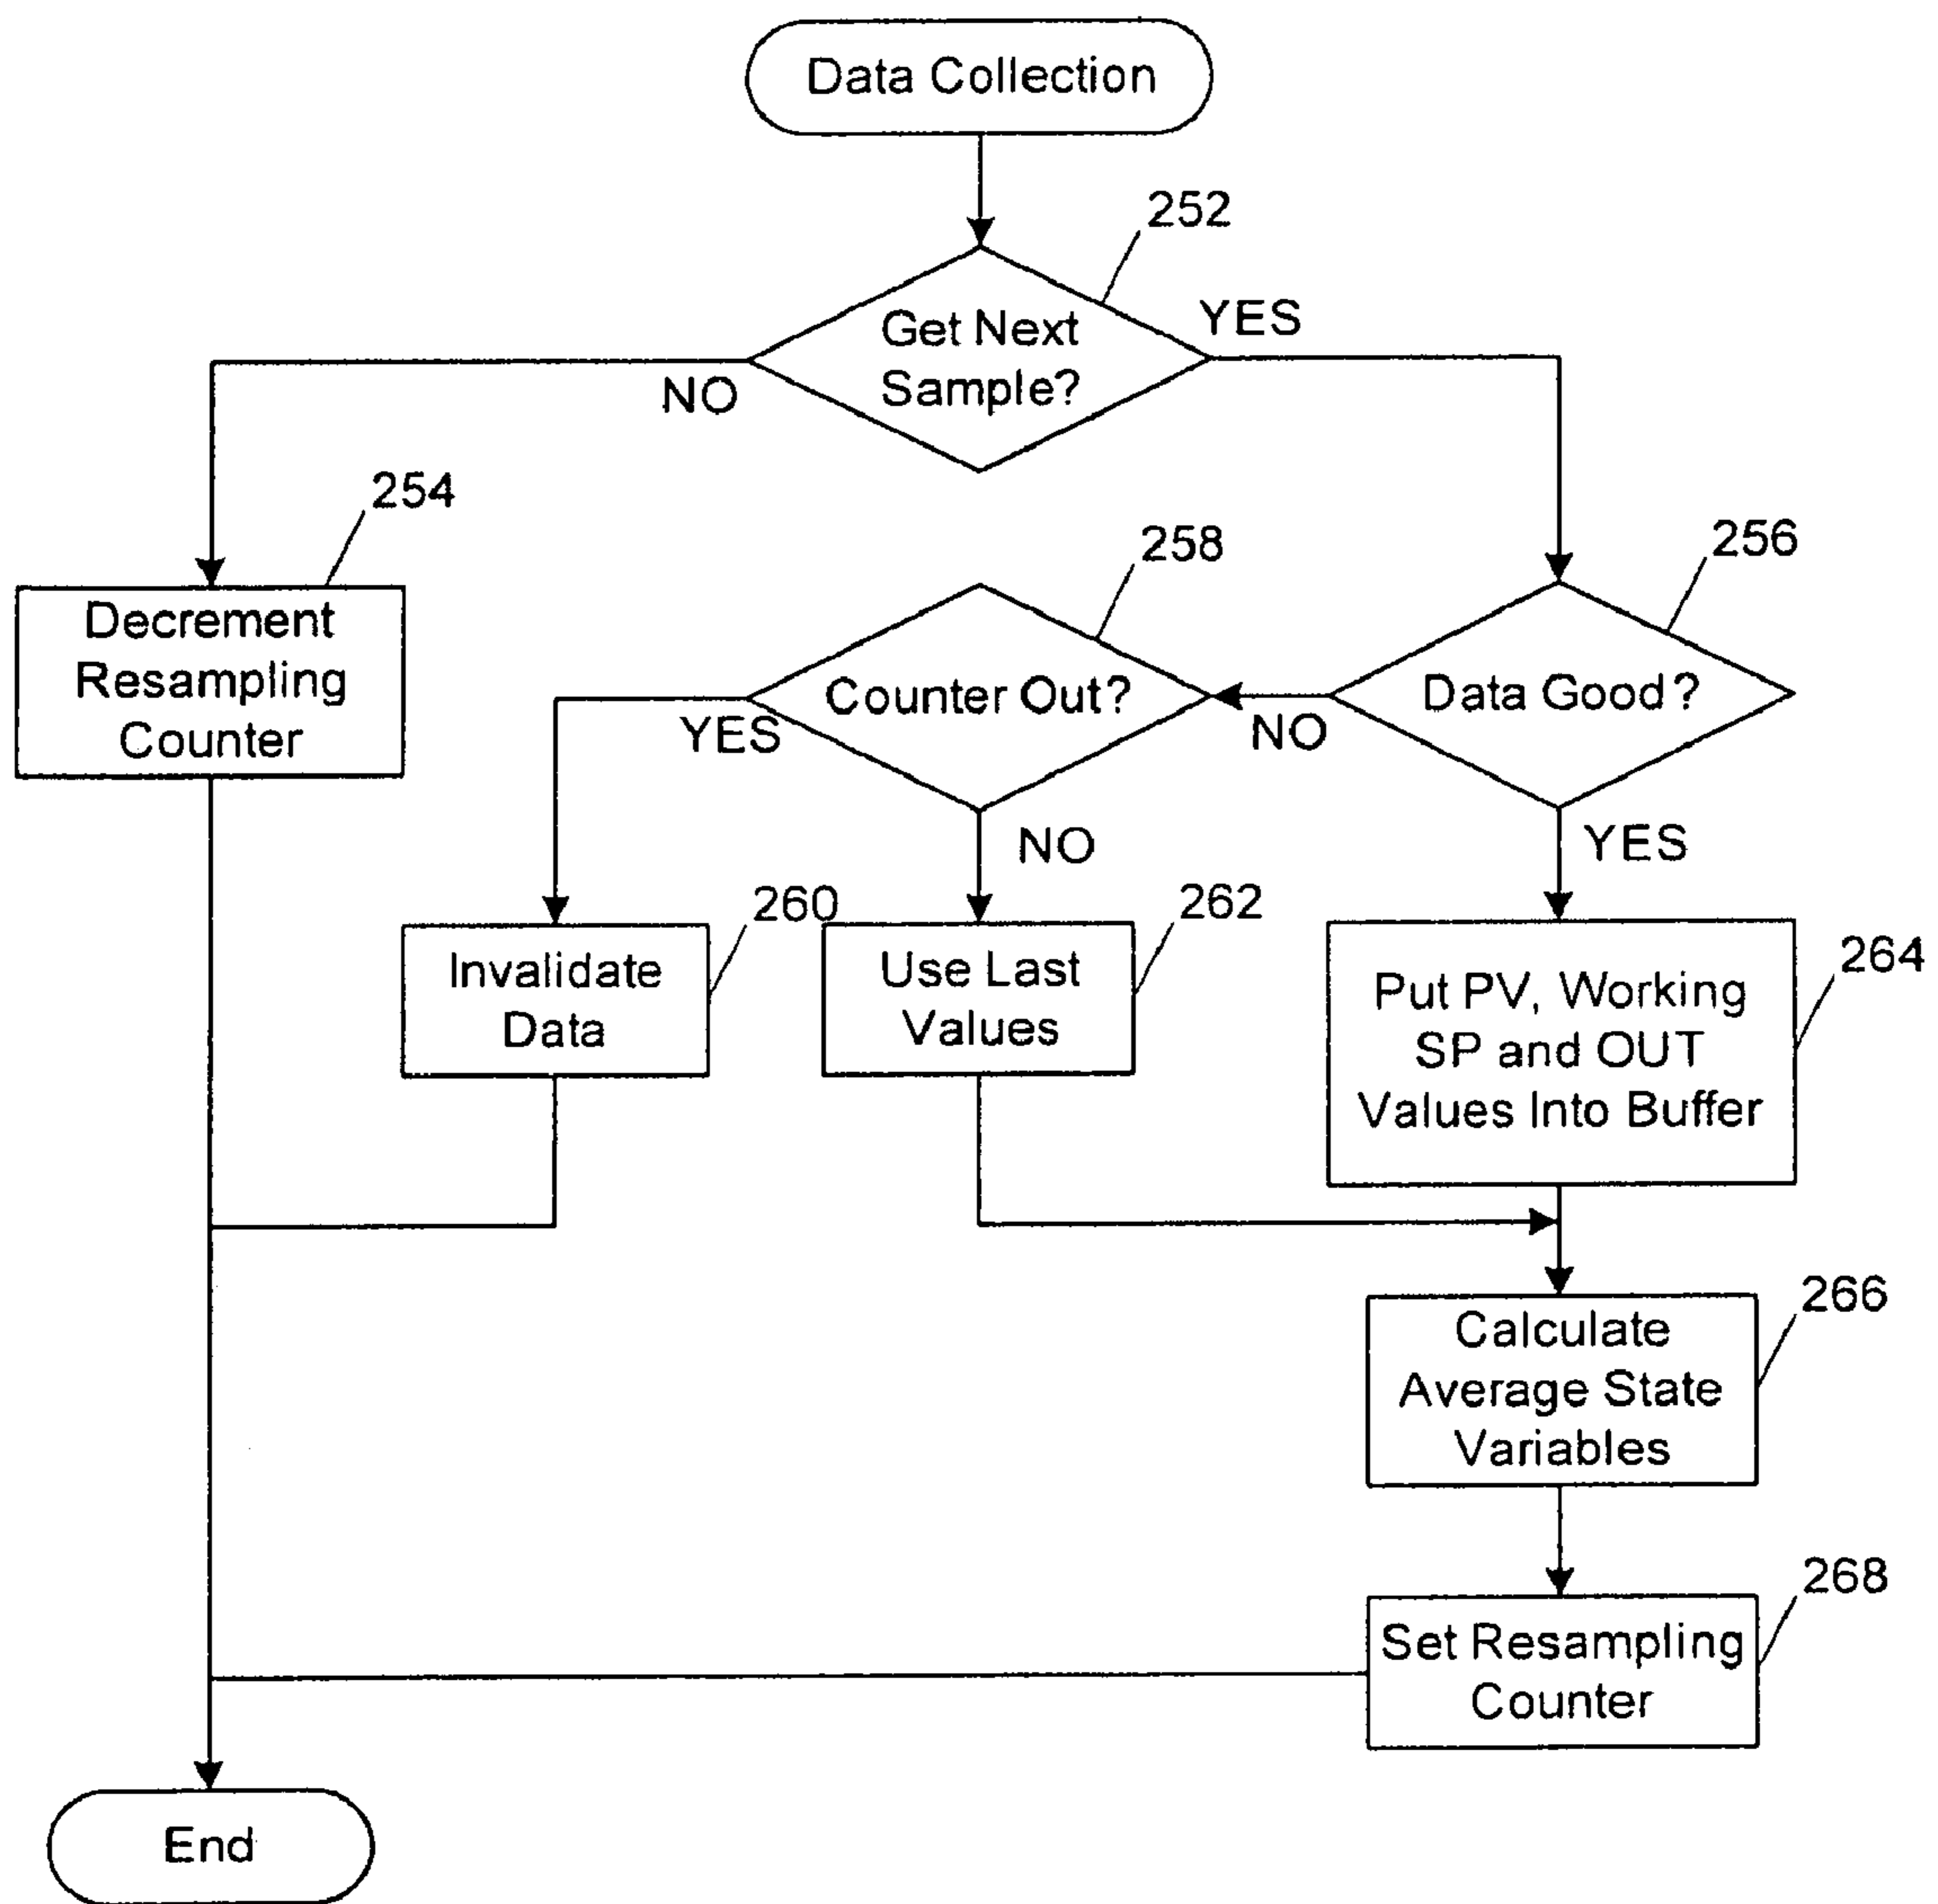 Data Collection
252
Get Next
Sample?
YES
NO
254
Decrement
Resampling
Counter
258
Counter Out?
YES
NO
256
Data Good?
NO
YES
260
Invalidate
Data
262
Use Last
Values
264
Put PV, Working
SP and OUT
Values Into Buffer
266
Calculate
Average State
Variables
268
Set Resampling
Counter
End